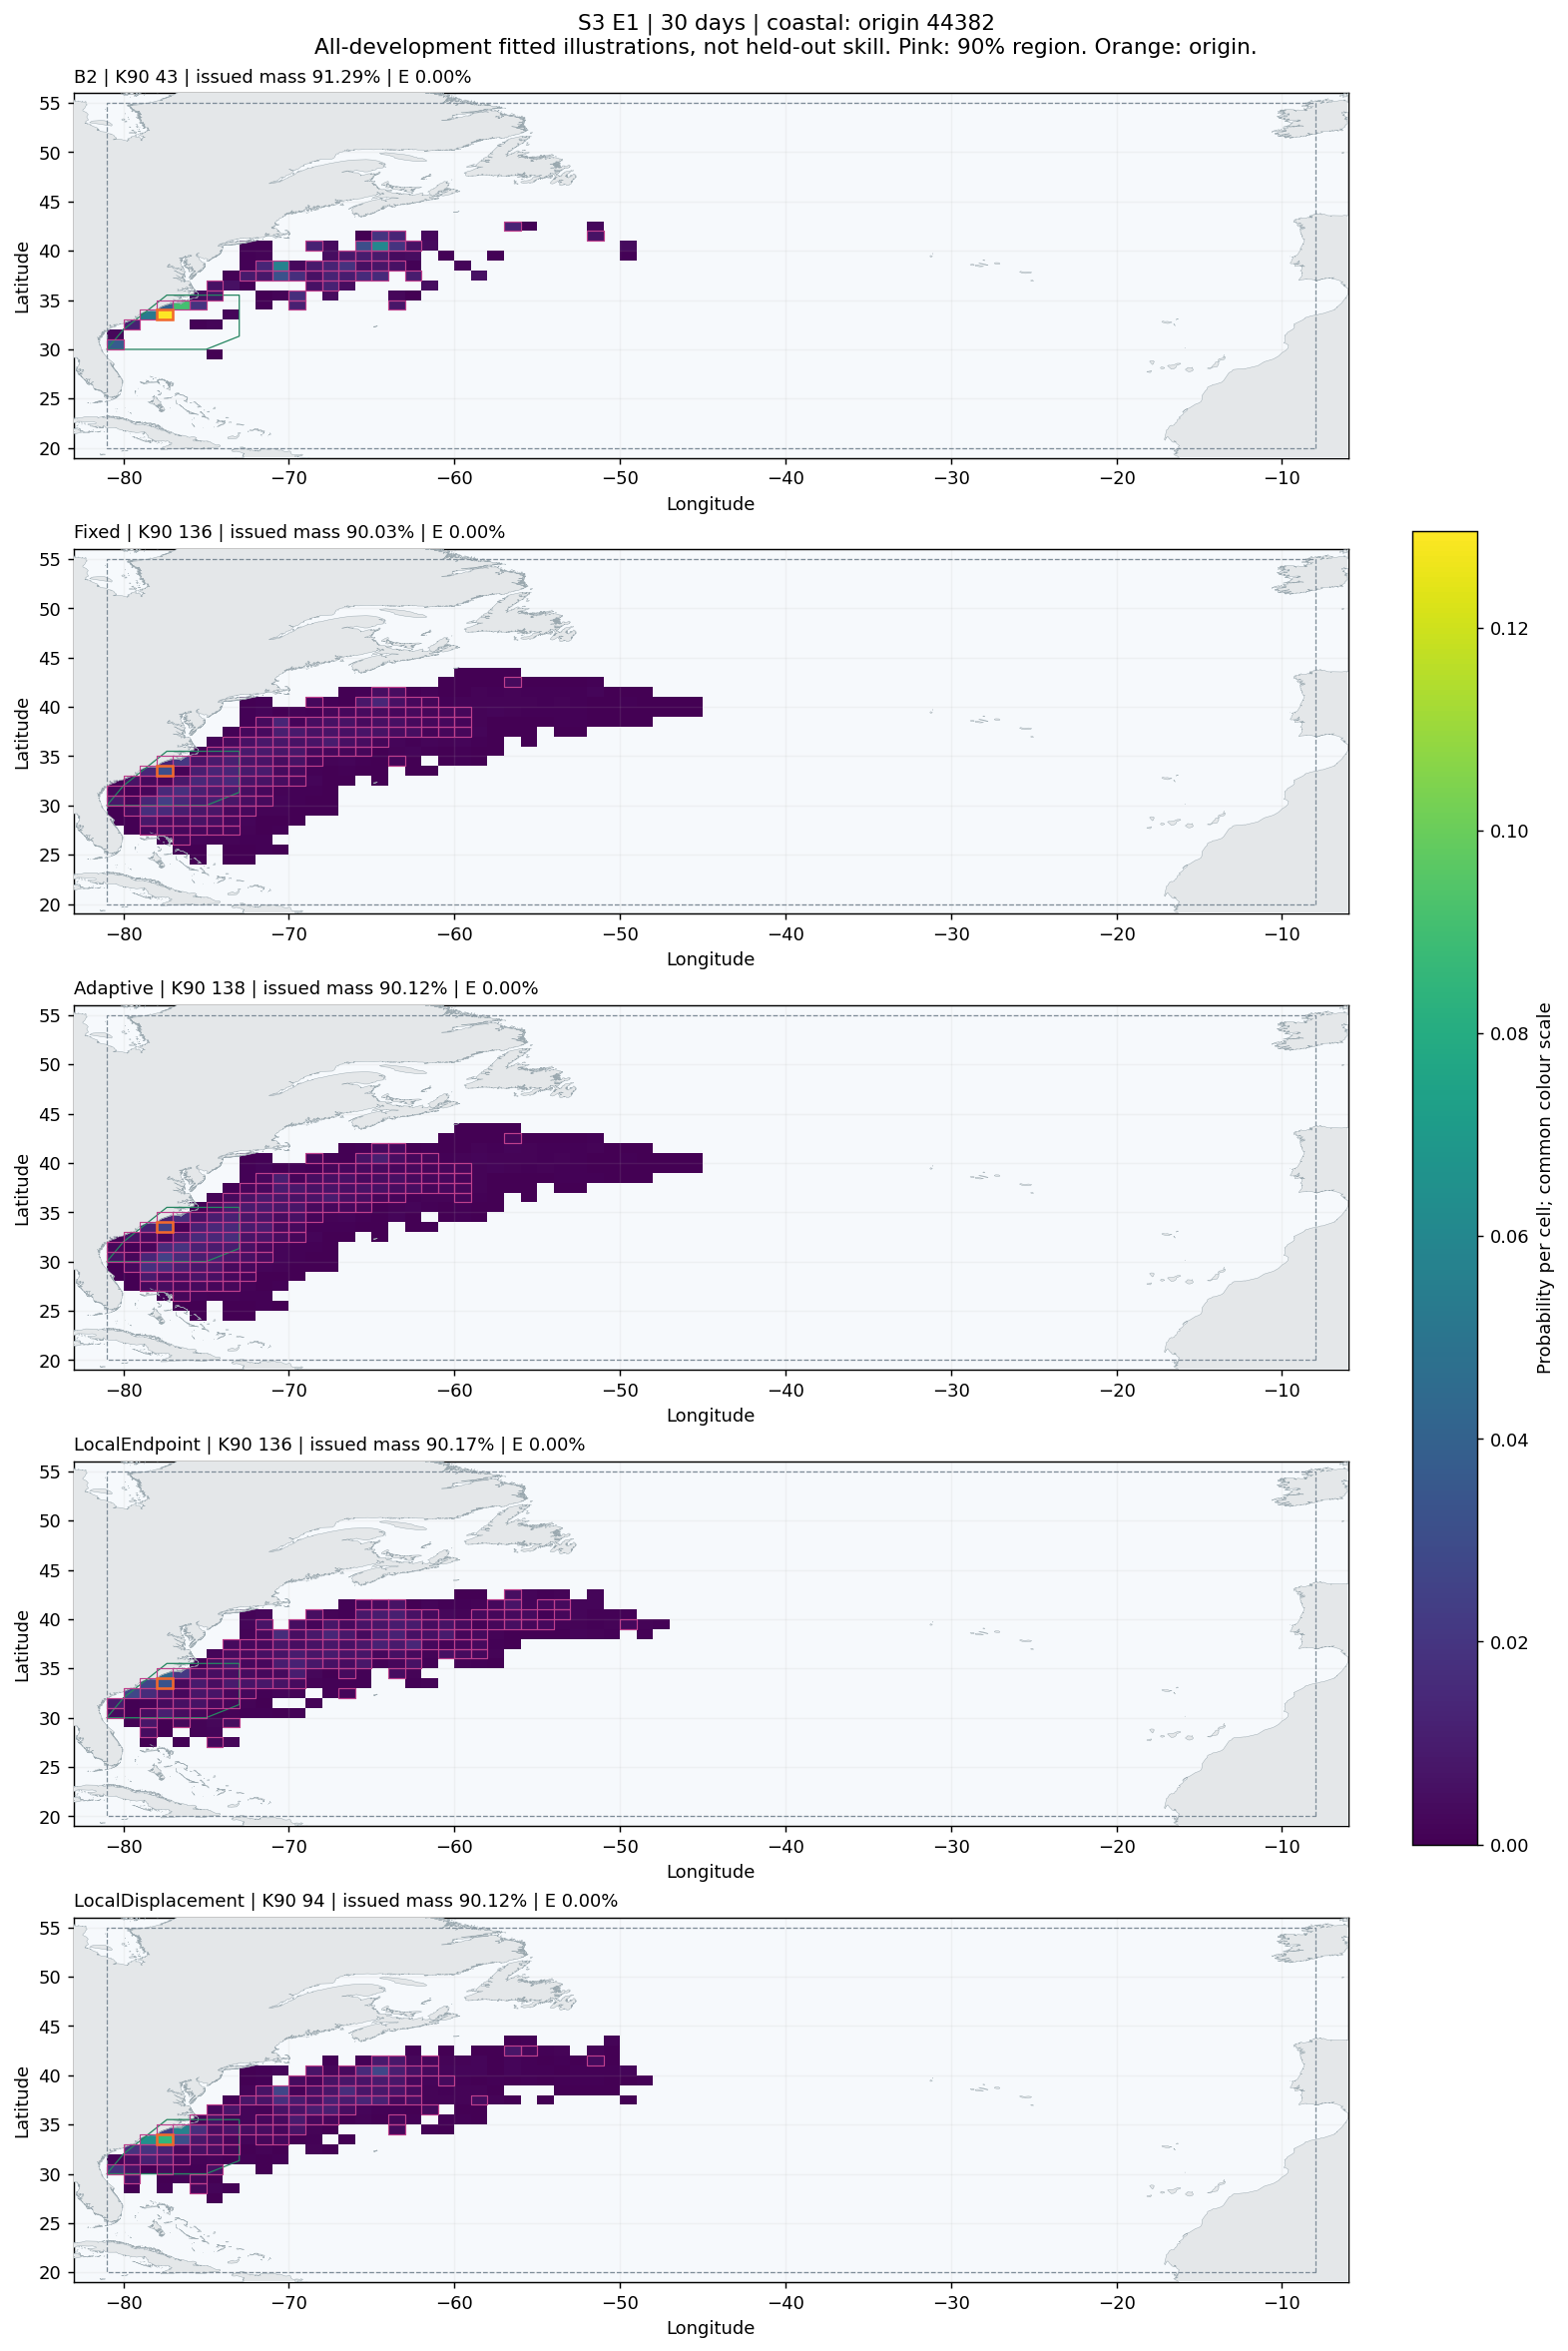 S3 E1 | 30 days | coastal: origin 44382
All-development fitted illustrations, not held-out skill. Pink: 90% region. Orange: origin.
B2 | K90 43 | issued mass 91.29% | E 0.00%
55
50
45
40
35
30
25
20
Latitude
−80 −70 −60 −50 −40 −30 −20 −10
Longitude
Fixed | K90 136 | issued mass 90.03% | E 0.00%
55
50
45
40
35
30
25
20
Latitude
−80 −70 −60 −50 −40 −30 −20 −10
Longitude
Adaptive | K90 138 | issued mass 90.12% | E 0.00%
55
50
45
40
35
30
25
20
Latitude
−80 −70 −60 −50 −40 −30 −20 −10
Longitude
LocalEndpoint | K90 136 | issued mass 90.17% | E 0.00%
55
50
45
40
35
30
25
20
Latitude
−80 −70 −60 −50 −40 −30 −20 −10
Longitude
LocalDisplacement | K90 94 | issued mass 90.12% | E 0.00%
55
50
45
40
35
30
25
20
Latitude
−80 −70 −60 −50 −40 −30 −20 −10
Longitude
0.12
0.10
0.08
0.06
0.04
0.02
0.00
Probability per cell; common colour scale